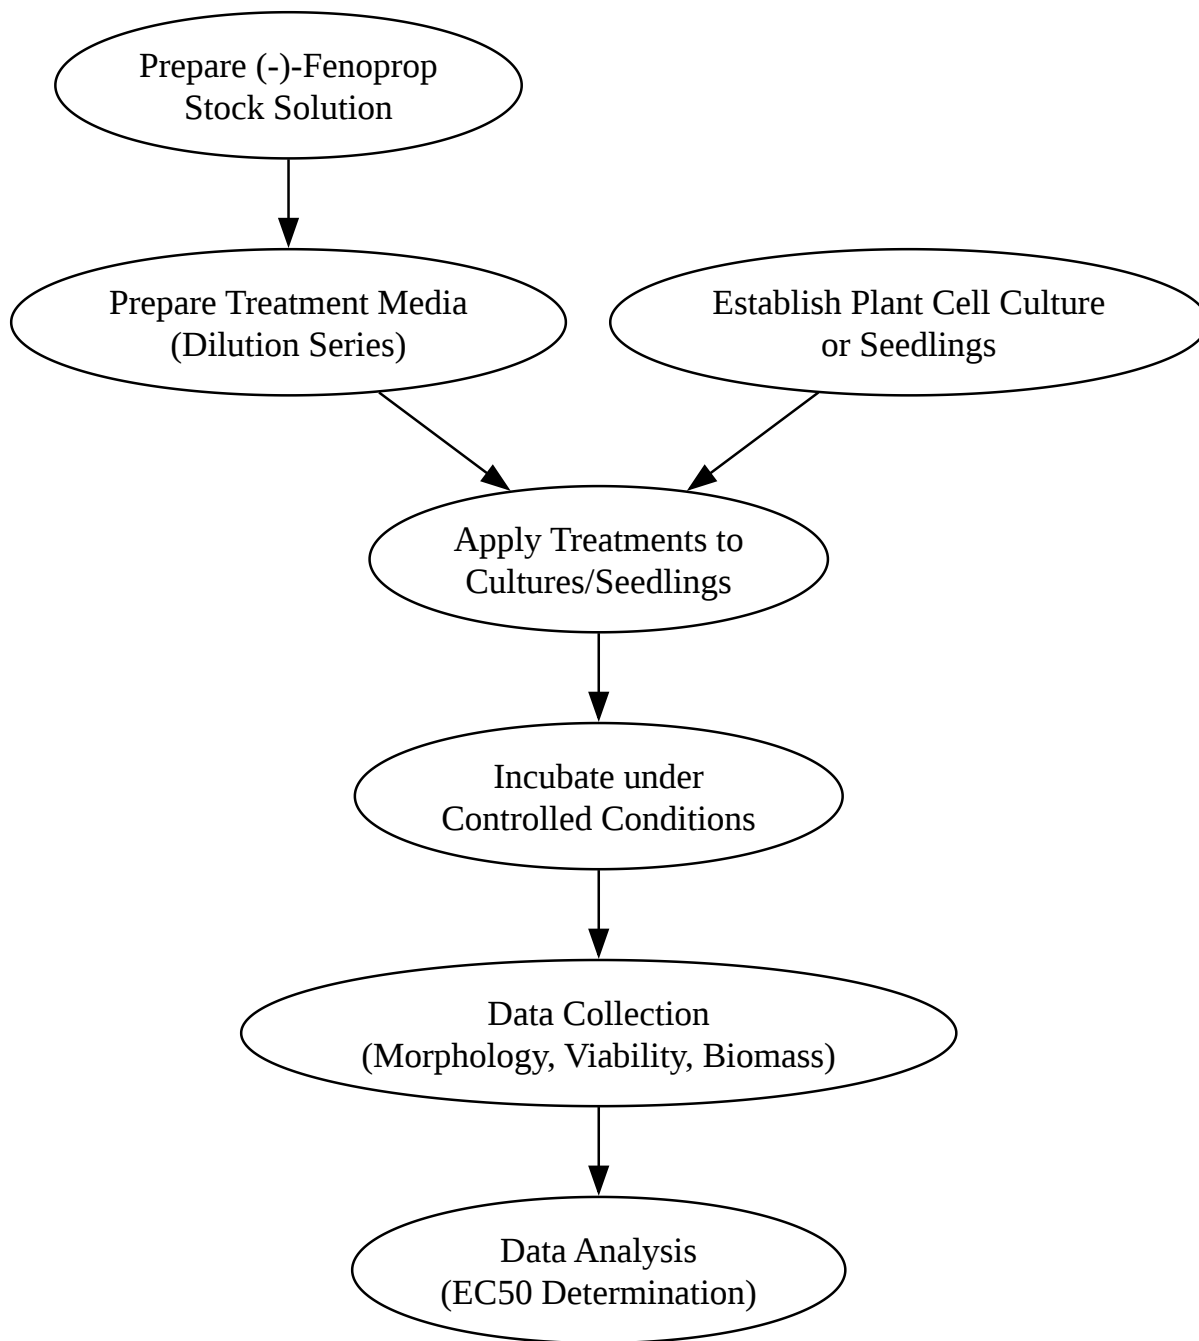 Prepare (-)-Fenoprop
Stock Solution
Prepare Treatment Media
(Dilution Series)
Establish Plant Cell Culture
or Seedlings
Apply Treatments to
Cultures/Seedlings
Incubate under
Controlled Conditions
Data Collection
(Morphology, Viability, Biomass)
Data Analysis
(EC50 Determination)